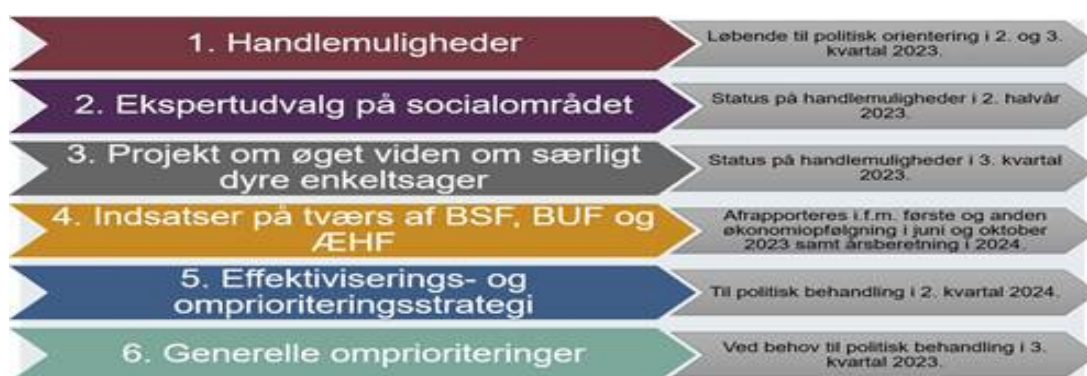 1. Handlemuligheder
Løbende til politisk orientering i 2. og 3.
kvartal 2023.
2. Ekspertudvalg på socialområdet
Status på handlemuligheder i 2. halvår
2023.
3. Projekt om øget viden om særligt
dyre enkeltsager
Status på handlemuligheder i 3. kvartal
2023.
4. Indsatser på tværs af BSF, BUF og
ÆHF
Afrapporteres i.f.m. første og anden
økonomiopfølgning i juni og oktober
2023 samt årsberetning i 2024.
5. Effektiviserings- og
omprioriteringsstrategi
Til politisk behandling i 2. kvartal 2024.
6. Generelle omprioriteringer
Ved behov til politisk behandling i 3.
kvartal 2023.